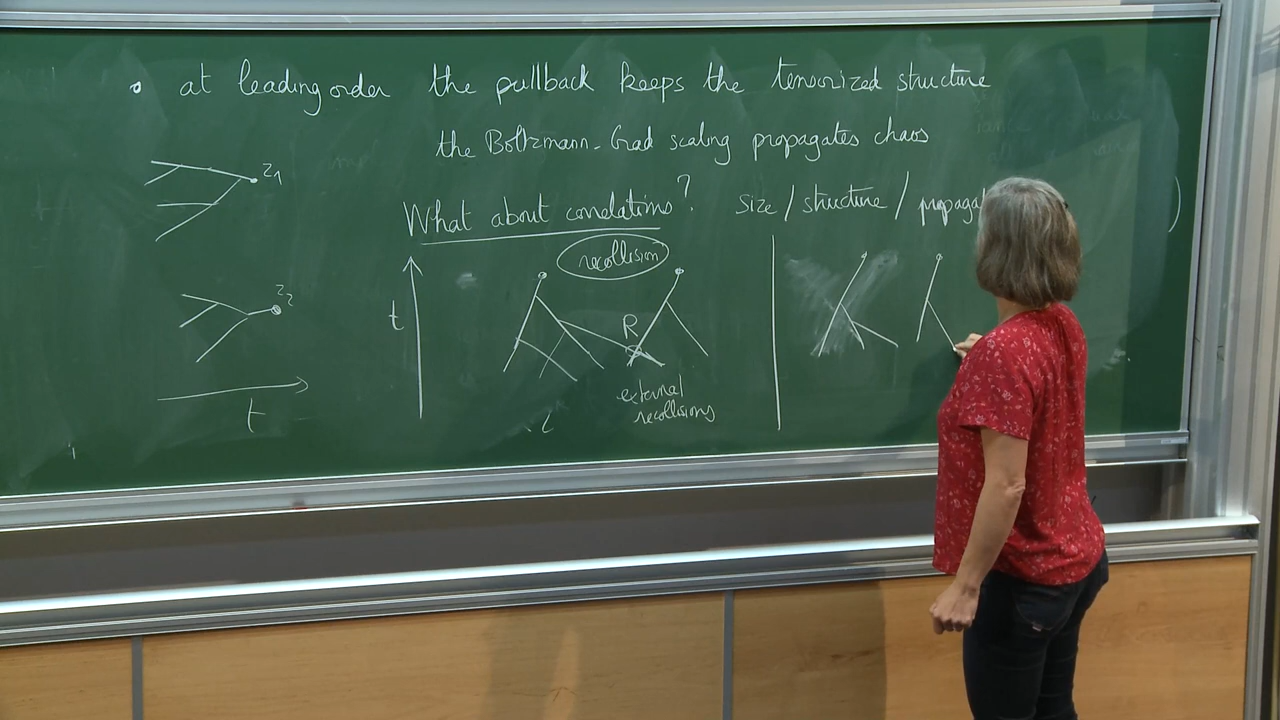 • at leading order the pullback keeps the tensorized structure
the Boltzmann-Grad scaling propagates chaos
z1
What about correlations? size / structure / propaga
recollision
z2
t
R
external recollisions
t